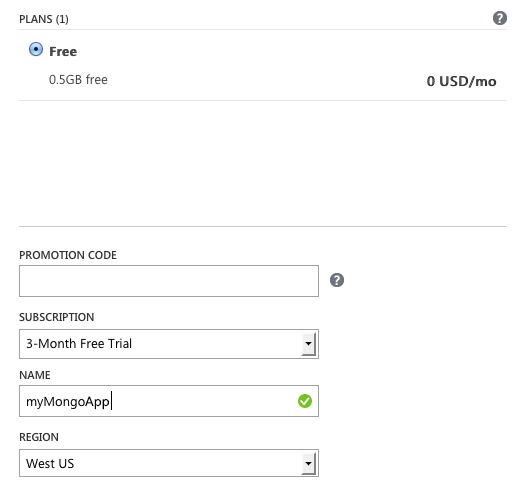 PLANS (1)
?
Free
0.5GB free
0 USD/mo
PROMOTION CODE
?
SUBSCRIPTION
3-Month Free Trial
NAME
myMongoApp
REGION
West US